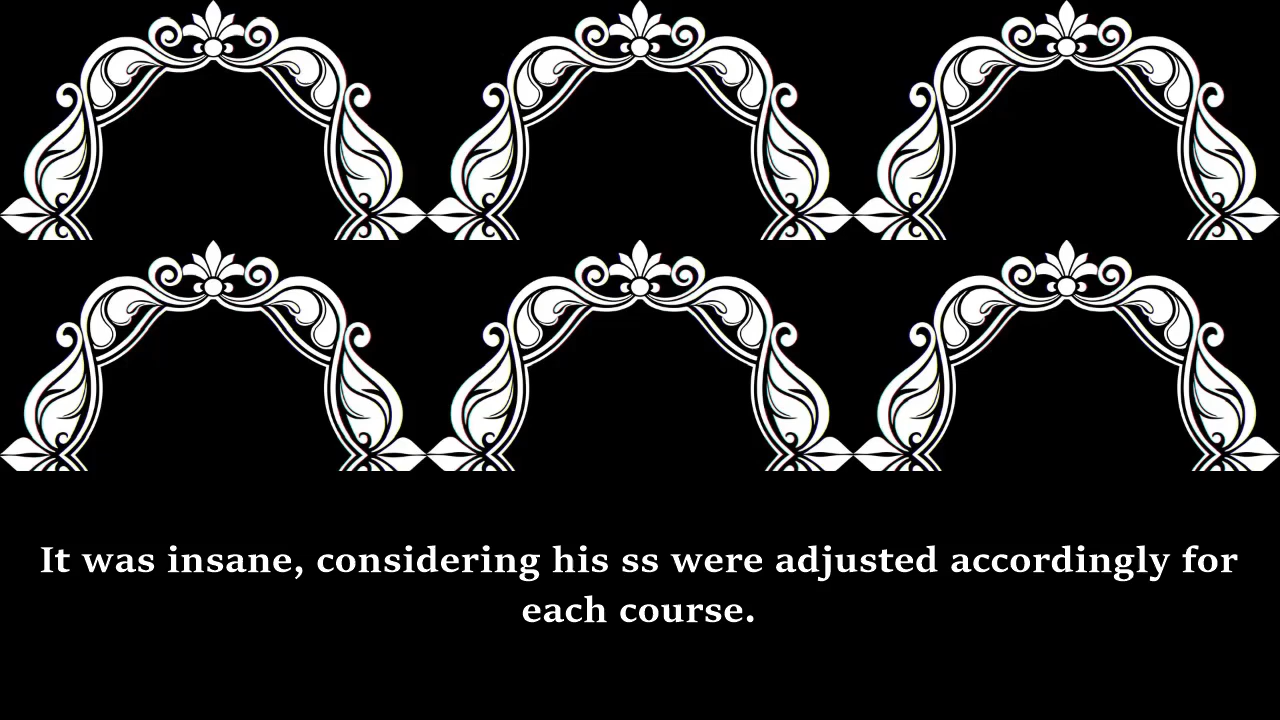 It was insane, considering his ss were adjusted accordingly for
each course.